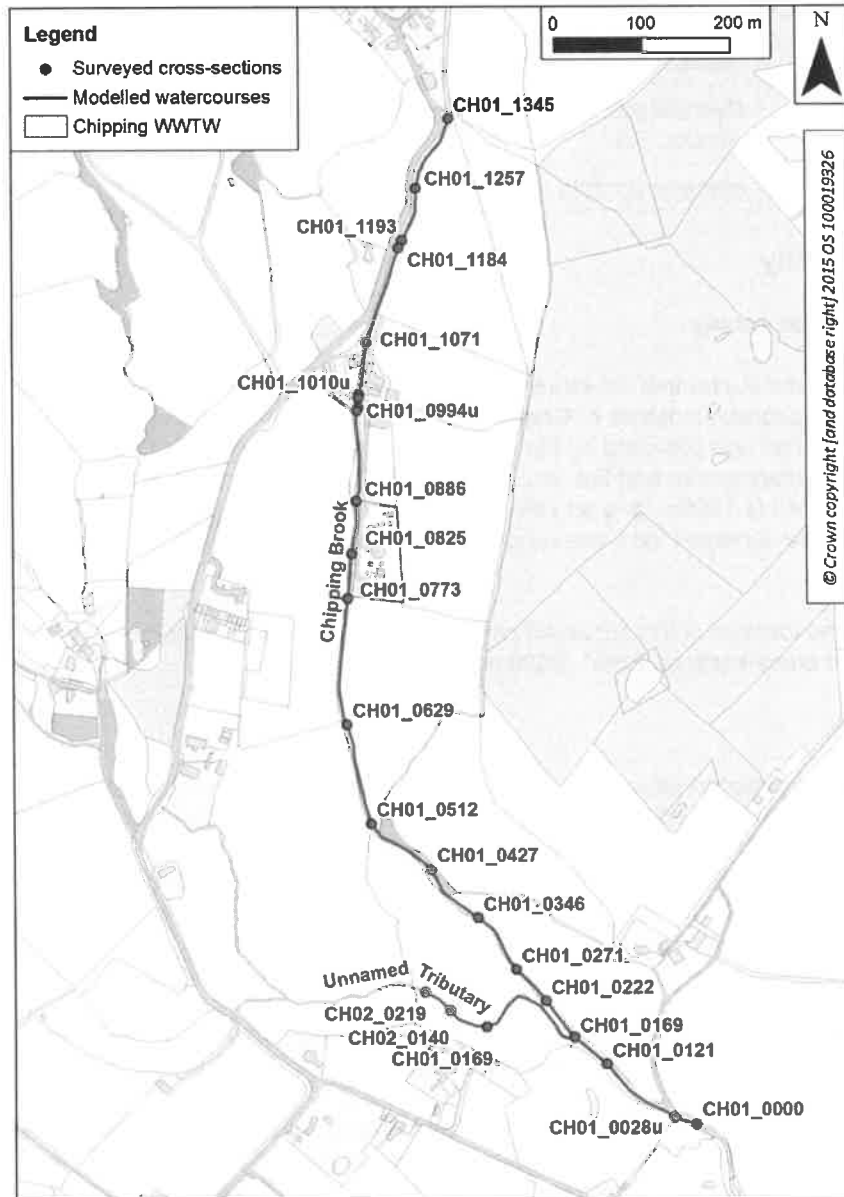 Legend
Surveyed cross-sections
Modelled watercourses
Chipping WWTW
0 100 200 m
N
© Crown copyright [and database right] 2015 OS 100019326
CH01_1345
CH01_1257
CH01_1193
CH01_1184
CH01_1071
CH01_1010u
CH01_0994u
CH01_0886
CH01_0825
CH01_0773
Chipping Brook
CH01_0629
CH01_0512
CH01_0427
CH01_0346
CH01_0271
CH01_0222
Unnamed Tributary
CH02_0219
CH02_0140
CH01_0169
CH01_0169
CH01_0121
CH01_0028u
CH01_0000